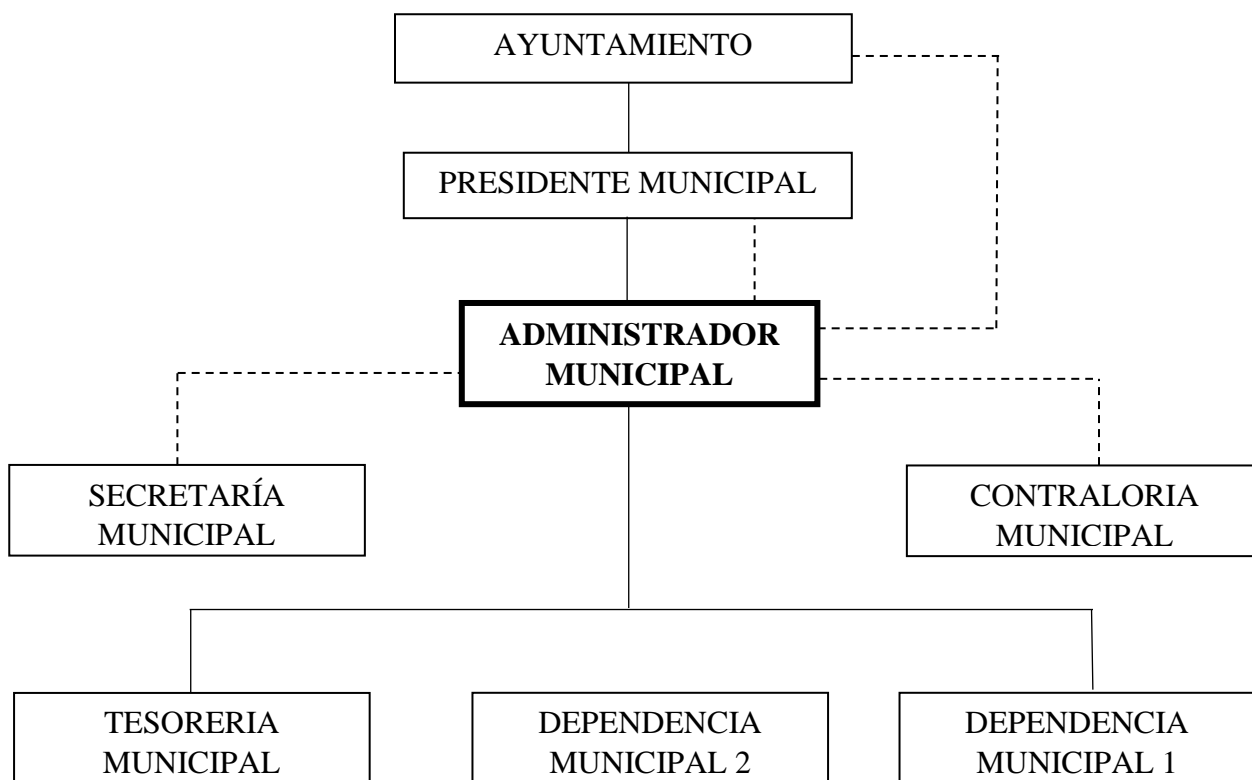 AYUNTAMIENTO
PRESIDENTE MUNICIPAL
ADMINISTRADOR
MUNICIPAL
SECRETARÍA
MUNICIPAL
CONTRALORIA
MUNICIPAL
TESORERIA
MUNICIPAL
DEPENDENCIA
MUNICIPAL 2
DEPENDENCIA
MUNICIPAL 1